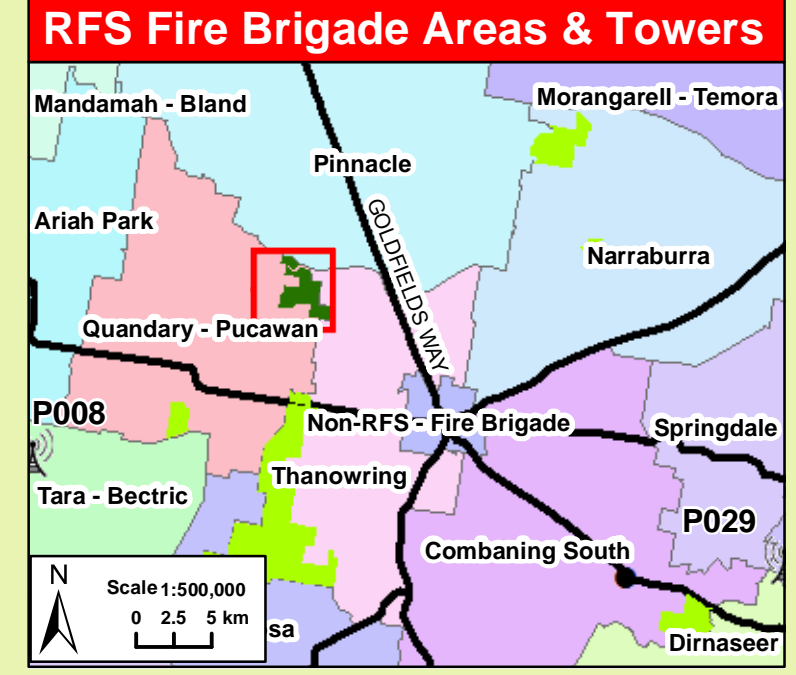 RFS Fire Brigade Areas & Towers
Mandamah - Bland
Morangarell - Temora
Pinnacle
Ariah Park
GOLDFIELDS WAY
Narraburra
Quandary - Pucawan
P008
Non-RFS - Fire Brigade
Springdale
Thanowring
Tara - Bectric
P029
Combaning South
N
Scale 1:500,000
0 2.5 5 km
sa
Dirnaseer